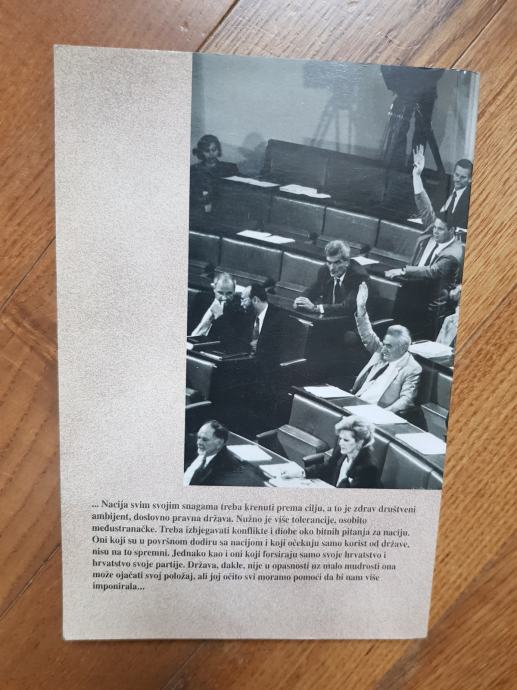 ... Nacija svim svojim snagama treba krenuti prema cilju, a to je zdrav društveni
ambijent, doslovno pravna država. Nužno je više tolerancije, osobito
međustranačke. Treba izbjegavati konflikte i diobe oko bitnih pitanja za naciju.
Oni koji su u površnom dodiru sa nacijom i koji očekuju samo korist od države,
nisu na to spremni. Jednako kao i oni koji forsiraju samo svoje hrvatstvo i
hrvatstvo svoje partije. Država, dakle, nije u opasnosti uz malo mudrosti ona
može ojačati svoj položaj, ali joj očito svi moramo pomoći da bi nam više
imponirala...